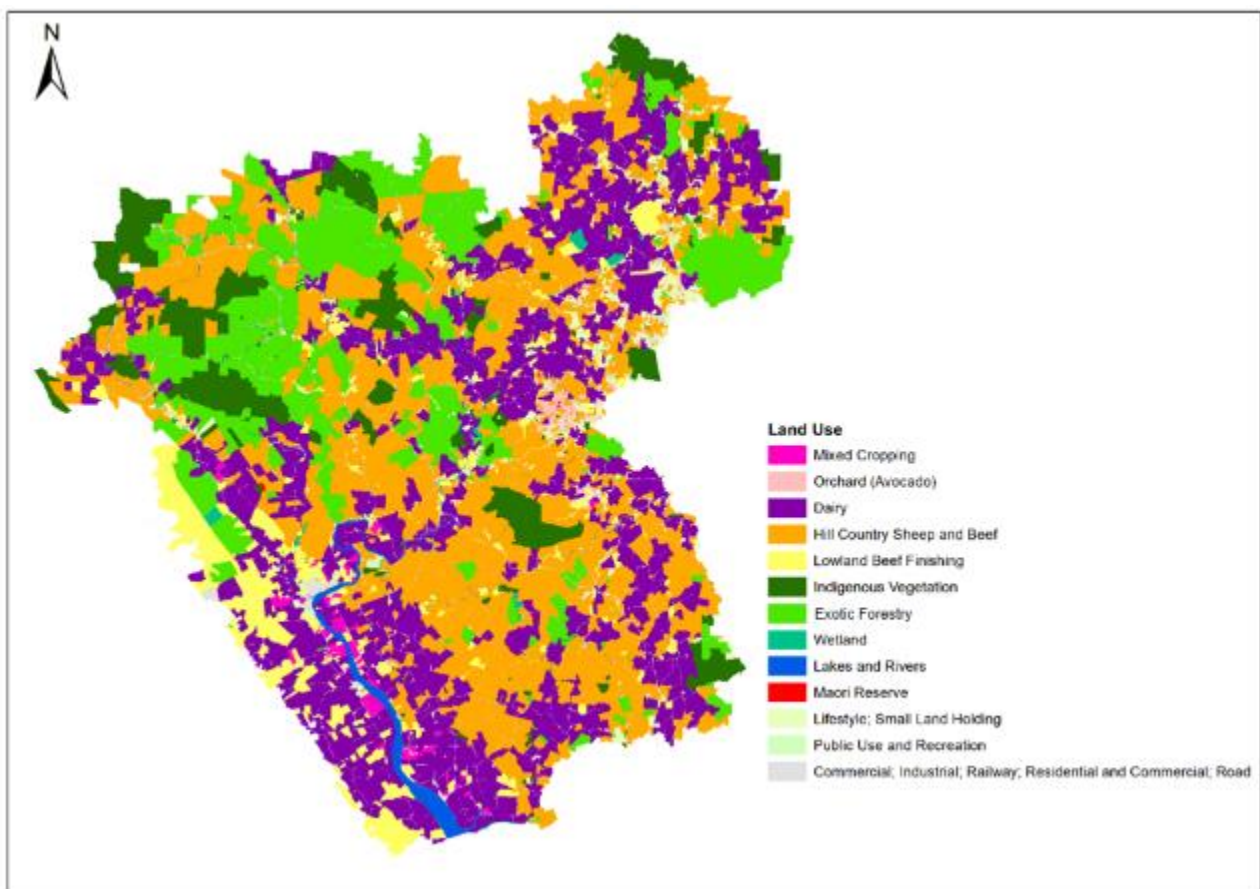 N
Land Use
Mixed Cropping
Orchard (Avocado)
Dairy
Hill Country Sheep and Beef
Lowland Beef Finishing
Indigenous Vegetation
Exotic Forestry
Wetland
Lakes and Rivers
Maori Reserve
Lifestyle; Small Land Holding
Public Use and Recreation
Commercial; Industrial; Railway; Residential and Commercial; Road